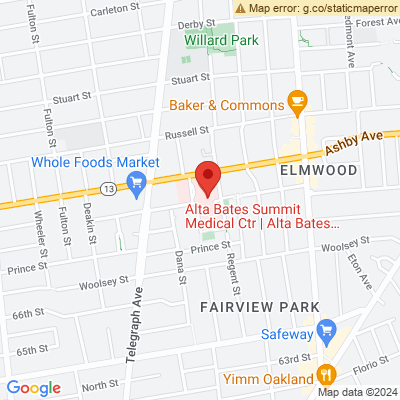 Map error: g.co/staticmaperror
Fulton St
Carleton St
Derby St
Forest Ave
Piedmont Ave
Willard Park
Stuart St
Stuart St
Fulton St
Baker & Commons
Russell St
Ashby Ave
Whole Foods Market
ELMWOOD
13
Wheeler St
Fulton St
Deakin St
Alta Bates Summit
Medical Ctr | Alta Bates...
Prince St
Prince St
Woolsey St
Woolsey St
Dana St
Regent St
Eton Ave
Telegraph Ave
66th St
FAIRVIEW PARK
Safeway
65th St
63rd St
Florio St
North St
Yimm Oakland
Google
Map data ©2024